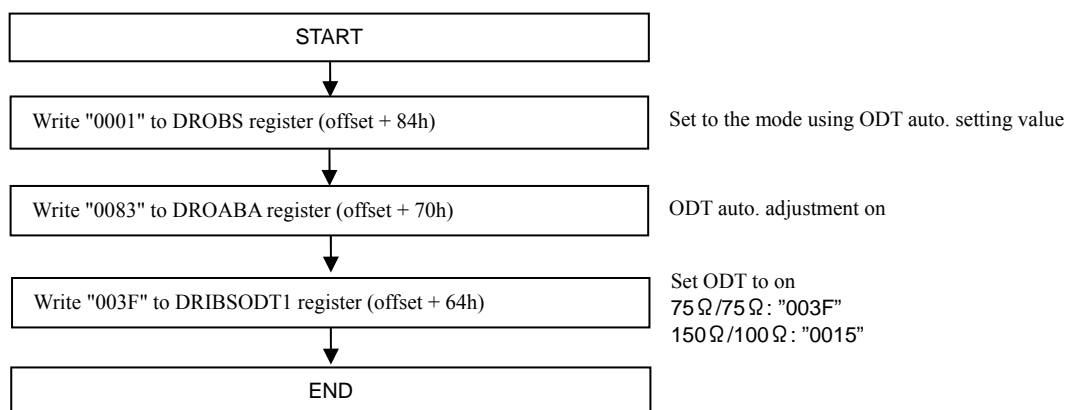 START
Write "0001" to DROBS register (offset + 84h)
Set to the mode using ODT auto. setting value
Write "0083" to DROABA register (offset + 70h)
ODT auto. adjustment on
Write "003F" to DRIBSODT1 register (offset + 64h)
Set ODT to on
75Ω/75Ω: "003F"
150Ω/100Ω: "0015"
END